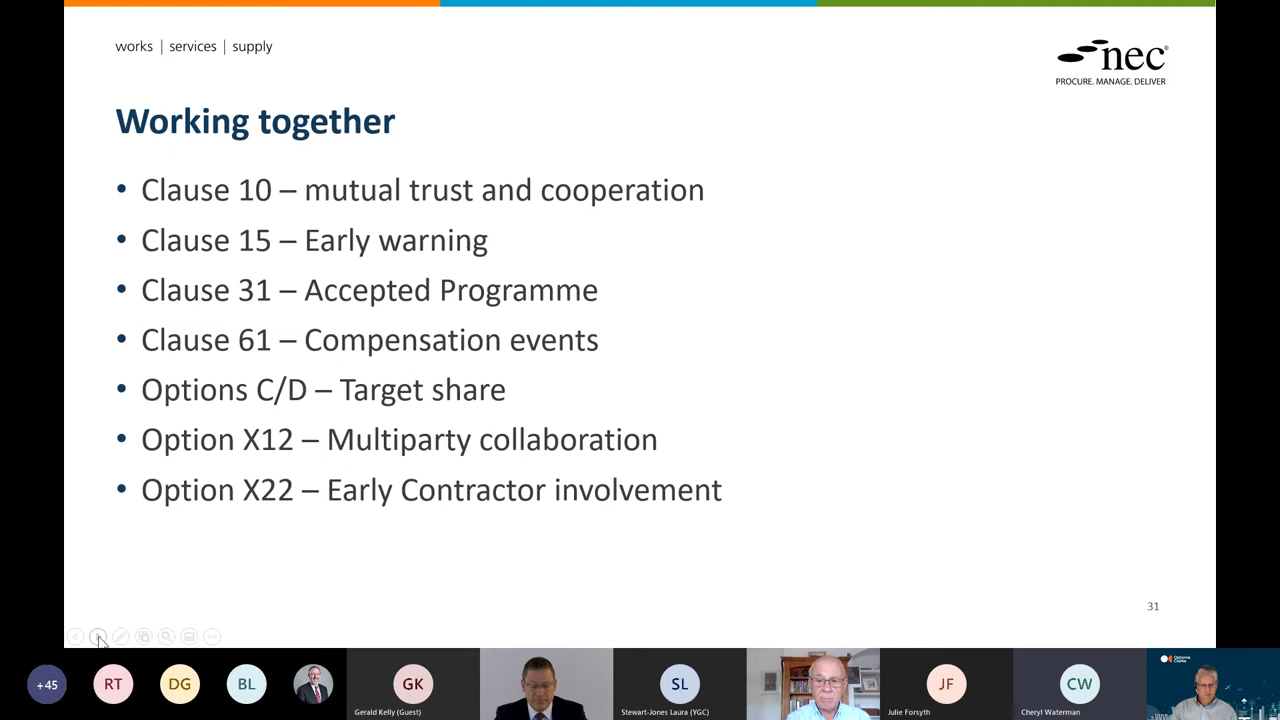 works | services | supply
nec®
PROCURE. MANAGE. DELIVER
Working together
• Clause 10 – mutual trust and cooperation
• Clause 15 – Early warning
• Clause 31 – Accepted Programme
• Clause 61 – Compensation events
• Options C/D – Target share
• Option X12 – Multiparty collaboration
• Option X22 – Early Contractor involvement
31
+45
RT
DG
BL
GK
SL
JF
CW
Osborne
Clarke
Gerald Kelly (Guest)
Stewart-Jones Laura (YGC)
Julie Forsyth
Cheryl Waterman